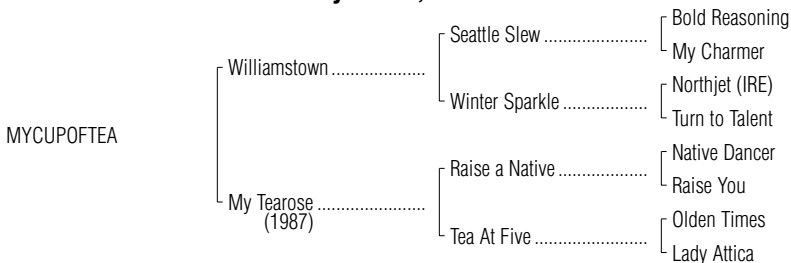 Bold Reasoning
Seattle Slew ......................
My Charmer
Williamstown ....................
Northjet (IRE)
Winter Sparkle ..................
Turn to Talent
MYCUPOFTEA
Native Dancer
Raise a Native ...................
Raise You
My Tearose .......................
(1987)
Olden Times
Tea At Five ........................
Lady Attica